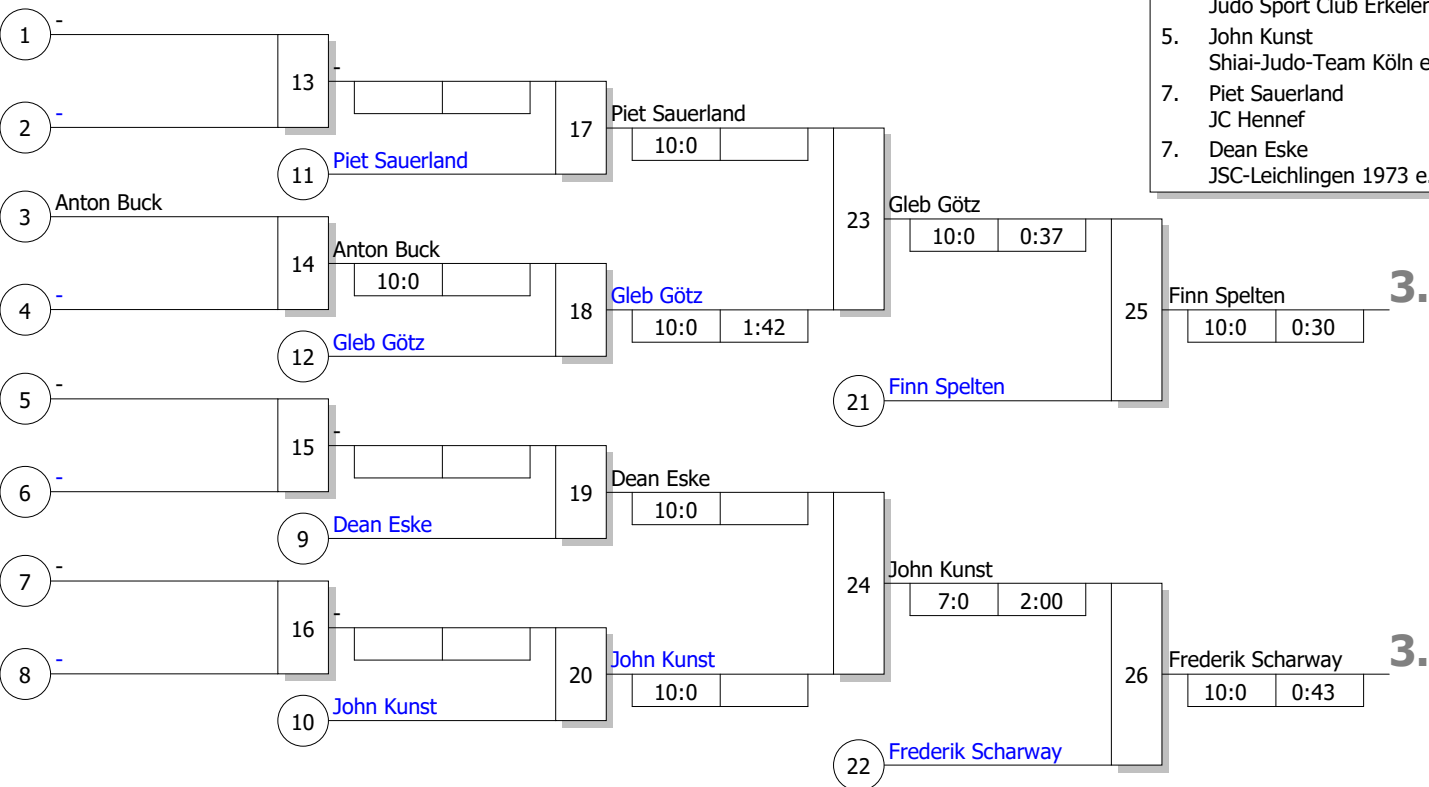 Judo Sport Club
5. John Kunst
Shiai-Judo-Team Köln
7. Piet Sauerland
JC Hennef
7. Dean Eske
JSC-Leichlingen 1973
1 -
2 -
13 -
11 Piet Sauerland
17 Piet Sauerland
10:0
3 Anton Buck
4 -
14 Anton Buck
10:0
12 Gleb Götz
18 Gleb Götz
10:0 1:42
23 Gleb Götz
10:0 0:37
21 Finn Spelten
25 Finn Spelten 3.
10:0 0:30
5 -
6 -
15 -
9 Dean Eske
19 Dean Eske
10:0
7 -
8 -
16 -
10 John Kunst
20 John Kunst
10:0
24 John Kunst
7:0 2:00
22 Frederik Scharway
26 Frederik Scharway 3.
10:0 0:43